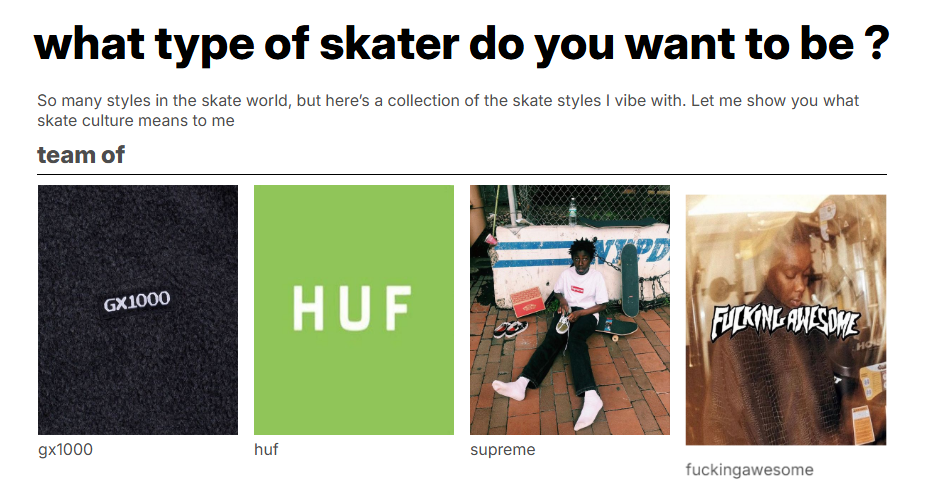 what type of skater do you want to be ?
So many styles in the skate world, but here's a collection of the skate styles I vibe with. Let me show you what
skate culture means to me
team of
GX1000
HUF
NYPD
Supreme
FUCKING AWESOME
HOU
gx1000
huf
supreme
fuckingawesome